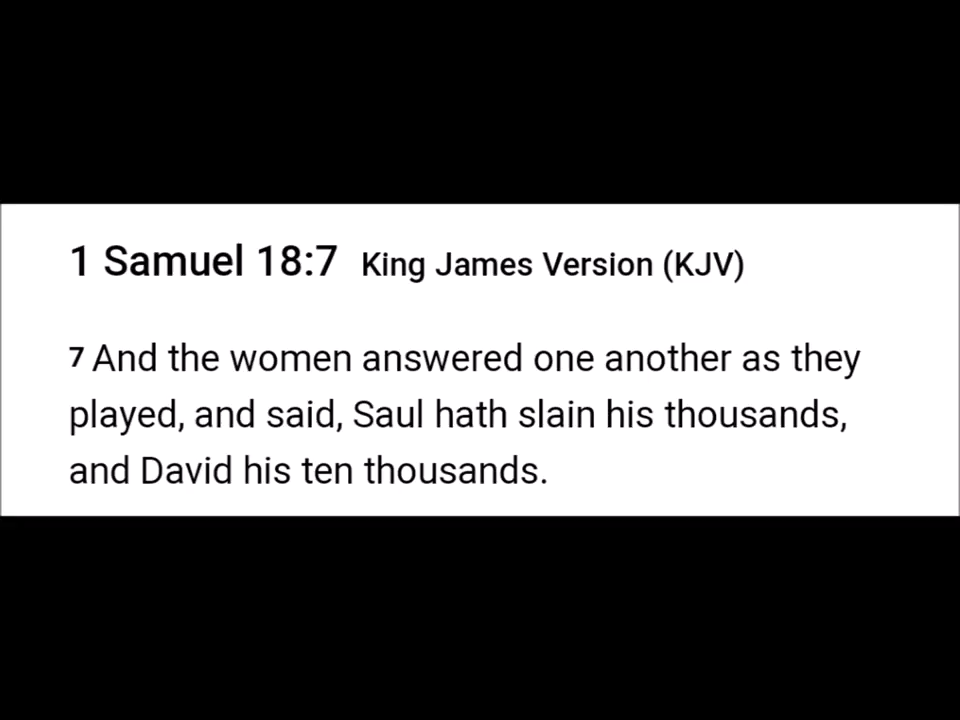 1 Samuel 18:7 King James Version (KJV)
7 And the women answered one another as they
played, and said, Saul hath slain his thousands,
and David his ten thousands.